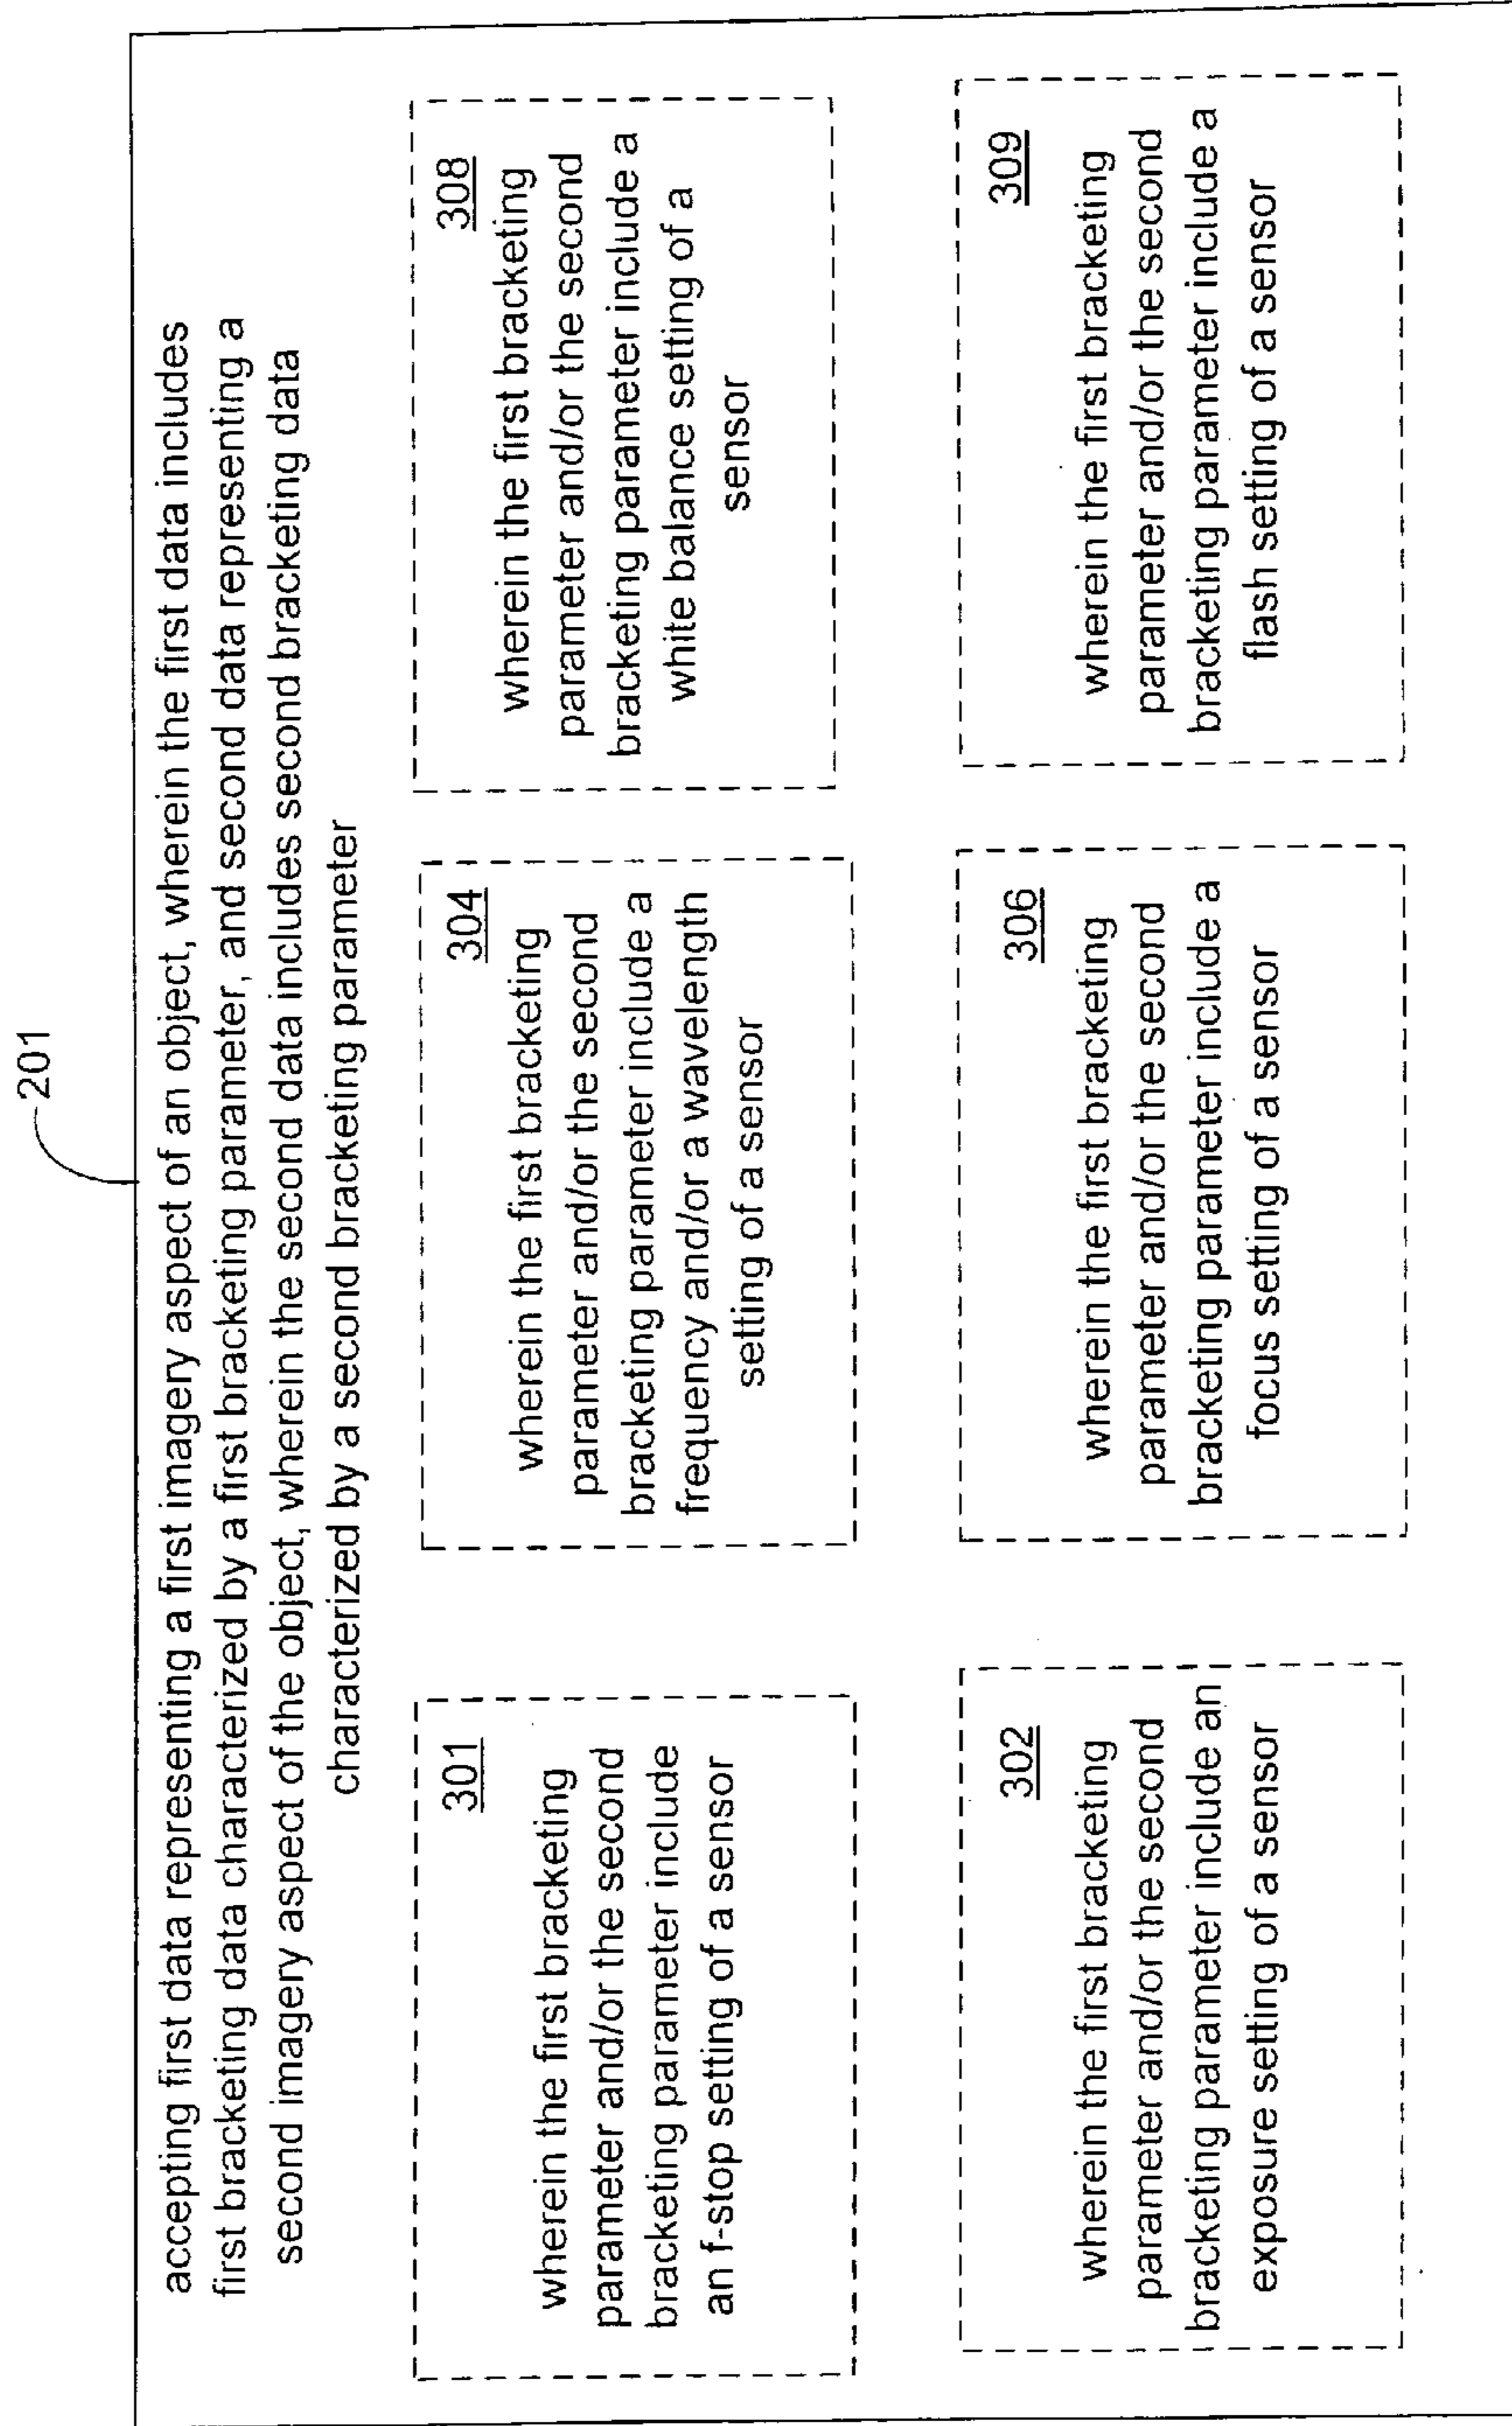 201
accepting first data representing a first imagery aspect of an object, wherein the first data includes
first bracketing data characterized by a first bracketing parameter, and second data representing a
second imagery aspect of the object, wherein the second data includes second bracketing data
characterized by a second bracketing parameter
301
wherein the first bracketing
parameter and/or the second
bracketing parameter include
an f-stop setting of a sensor
304
wherein the first bracketing
parameter and/or the second
bracketing parameter include a
frequency and/or a wavelength
setting of a sensor
308
wherein the first bracketing
parameter and/or the second
bracketing parameter include a
white balance setting of a
sensor
302
wherein the first bracketing
parameter and/or the second
bracketing parameter include an
exposure setting of a sensor
306
wherein the first bracketing
parameter and/or the second
bracketing parameter include a
focus setting of a sensor
309
wherein the first bracketing
parameter and/or the second
bracketing parameter include a
flash setting of a sensor